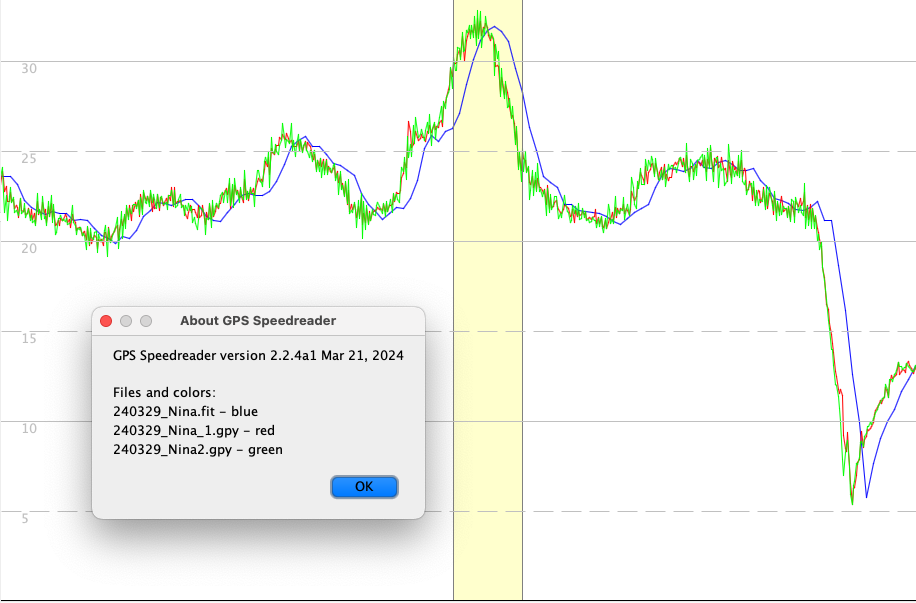 30
25
20
15
10
5
About GPS Speedreader
GPS Speedreader version 2.2.4a1 Mar 21, 2024
Files and colors:
240329_Nina.fit – blue
240329_Nina_1.gpy – red
240329_Nina2.gpy – green
OK